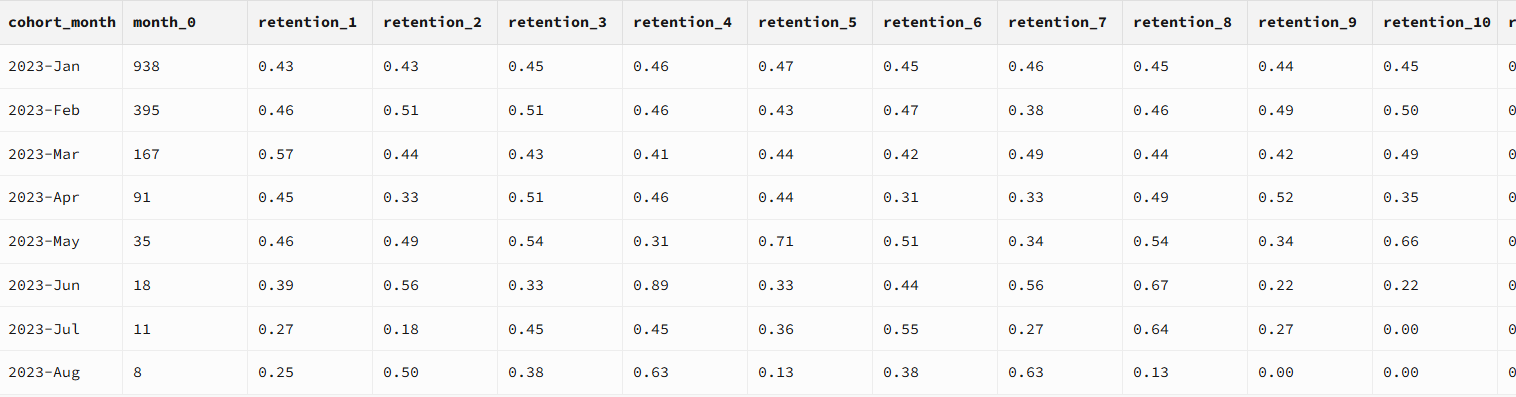 cohort_month month_0 retention_1 retention_2 retention_3 retention_4 retention_5 retention_6 retention_7 retention_8 retention_9 retention_10 r
2023-Jan 938 0.43 0.43 0.45 0.46 0.47 0.45 0.46 0.45 0.44 0.45 0
2023-Feb 395 0.46 0.51 0.51 0.46 0.43 0.47 0.38 0.46 0.49 0.50 0
2023-Mar 167 0.57 0.44 0.43 0.41 0.44 0.42 0.49 0.44 0.42 0.49 0
2023-Apr 91 0.45 0.33 0.51 0.46 0.44 0.31 0.33 0.49 0.52 0.35 0
2023-May 35 0.46 0.49 0.54 0.31 0.71 0.51 0.34 0.54 0.34 0.66 0
2023-Jun 18 0.39 0.56 0.33 0.89 0.33 0.44 0.56 0.67 0.22 0.22 0
2023-Jul 11 0.27 0.18 0.45 0.45 0.36 0.55 0.27 0.64 0.27 0.00 0
2023-Aug 8 0.25 0.50 0.38 0.63 0.13 0.38 0.63 0.13 0.00 0.00 0